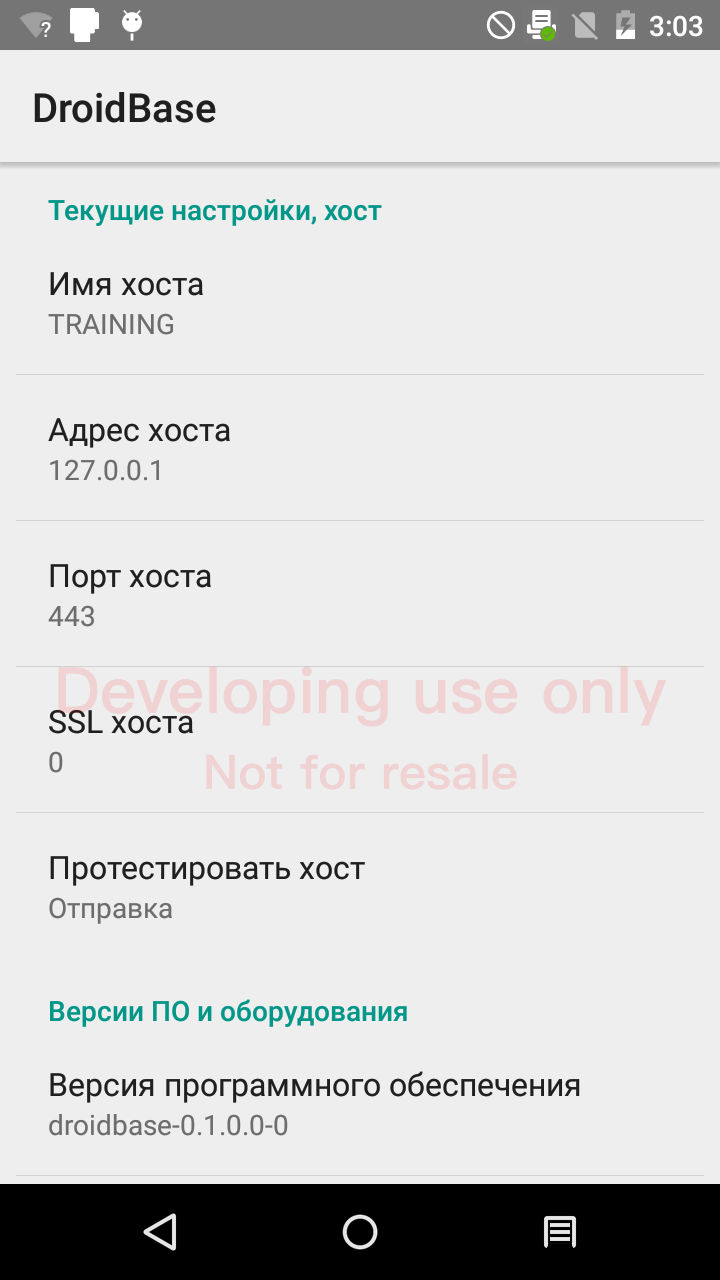 3:03
DroidBase
Текущие настройки, хост
Имя хоста
TRAINING
Адрес хоста
127.0.0.1
Порт хоста
443
Developing use only
SSL хоста
0
Not for resale
Протестировать хост
Отправка
Версии ПО и оборудования
Версия программного обеспечения
droidbase-0.1.0.0-0